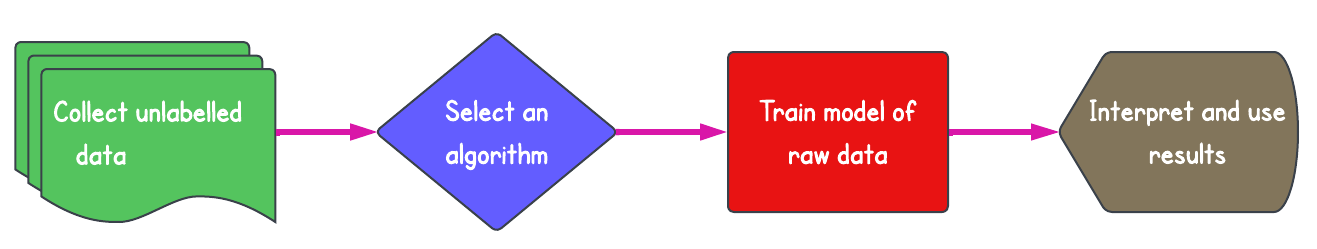 Collect unlabelled
data
Select an
algorithm
Train model of
raw data
Interpret and use
results